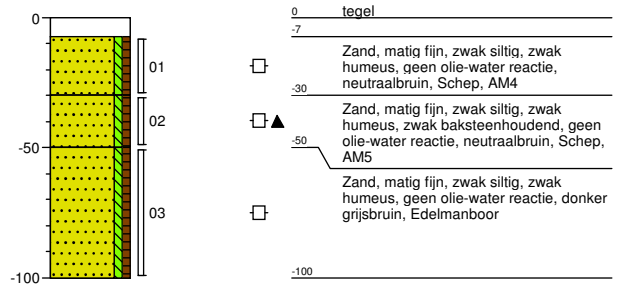 0
-50
-100
01
02
03
0 tegel
-7
Zand, matig fijn, zwak siltig, zwak
humeus, geen olie-water reactie,
neutraalbruin, Schep, AM4
-30
Zand, matig fijn, zwak siltig, zwak
humeus, zwak baksteenhoudend, geen
olie-water reactie, neutraalbruin, Schep,
AM5
-50
Zand, matig fijn, zwak siltig, zwak
humeus, geen olie-water reactie, donker
grijsbruin, Edelmanboor
-100